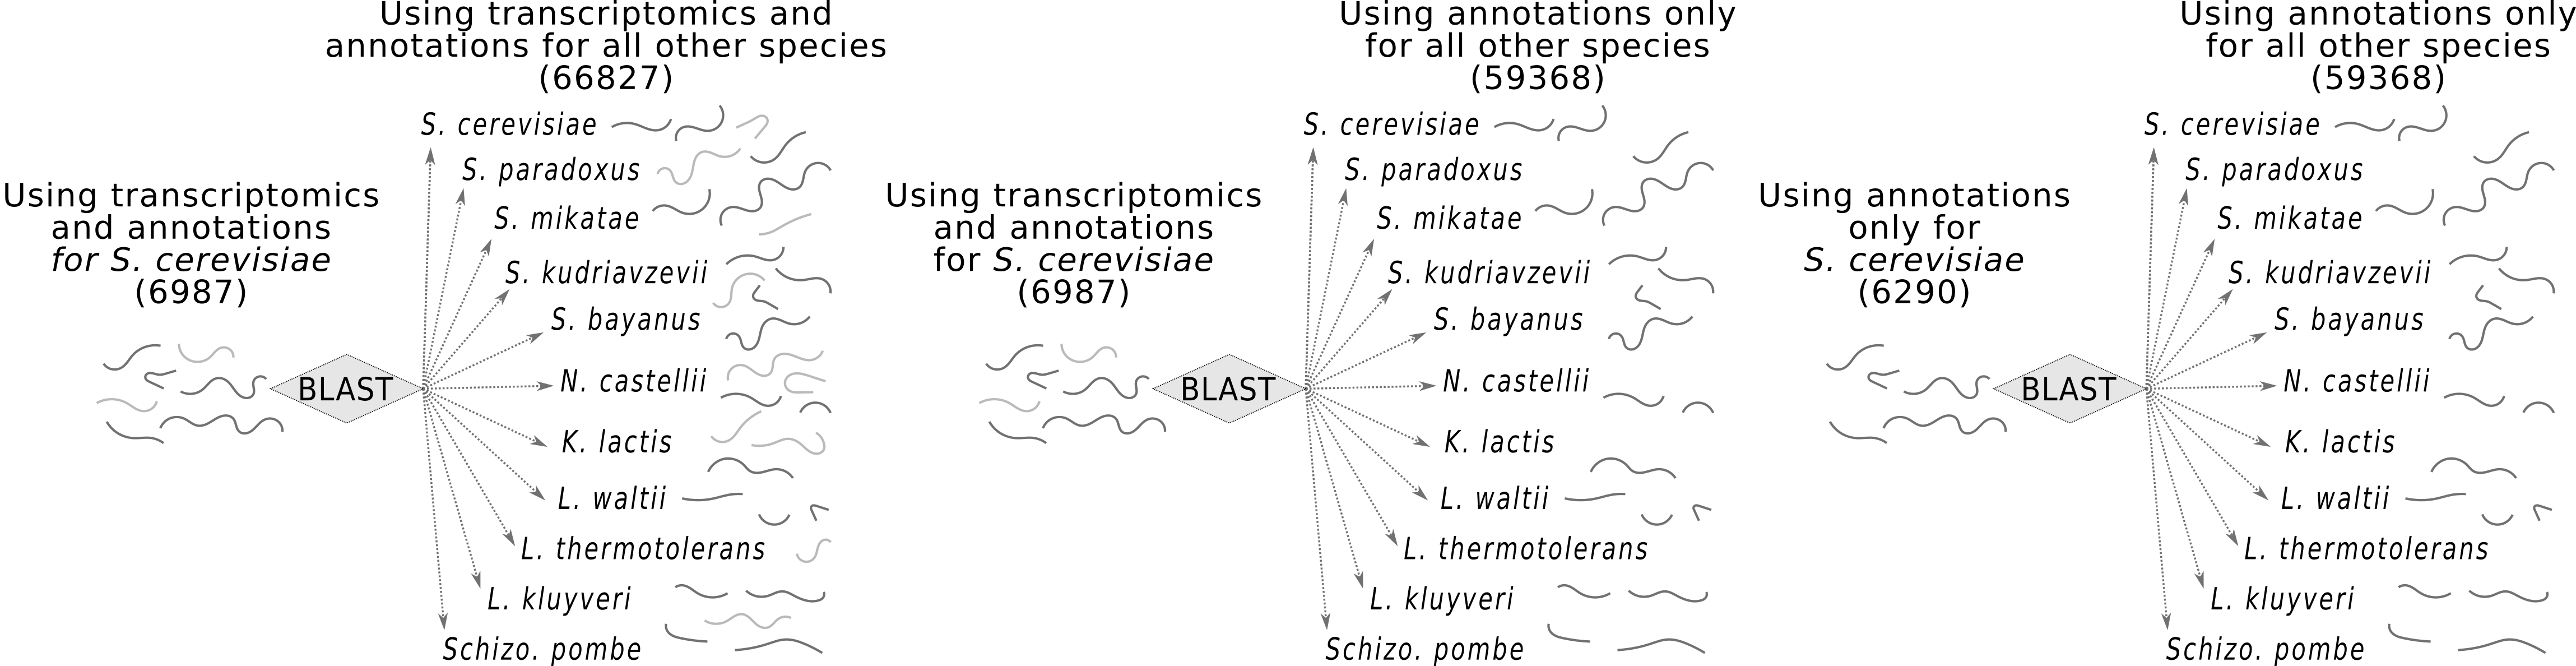 Using transcriptomics and
annotations for all other species
(66827)
Using transcriptomics
and annotations
for S. cerevisiae
(6987)
BLAST
S. cerevisiae
S. paradoxus
S. mikatae
S. kudriavzevii
S. bayanus
N. castellii
K. lactis
L. waltii
L. thermotolerans
L. kluyveri
Schizo. pombe
Using annotations only
for all other species
(59368)
Using transcriptomics
and annotations
for S. cerevisiae
(6987)
BLAST
S. cerevisiae
S. paradoxus
S. mikatae
S. kudriavzevii
S. bayanus
N. castellii
K. lactis
L. waltii
L. thermotolerans
L. kluyveri
Schizo. pombe
Using annotations only
for all other species
(59368)
Using annotations
only for
S. cerevisiae
(6290)
BLAST
S. cerevisiae
S. paradoxus
S. mikatae
S. kudriavzevii
S. bayanus
N. castellii
K. lactis
L. waltii
L. thermotolerans
L. kluyveri
Schizo. pombe